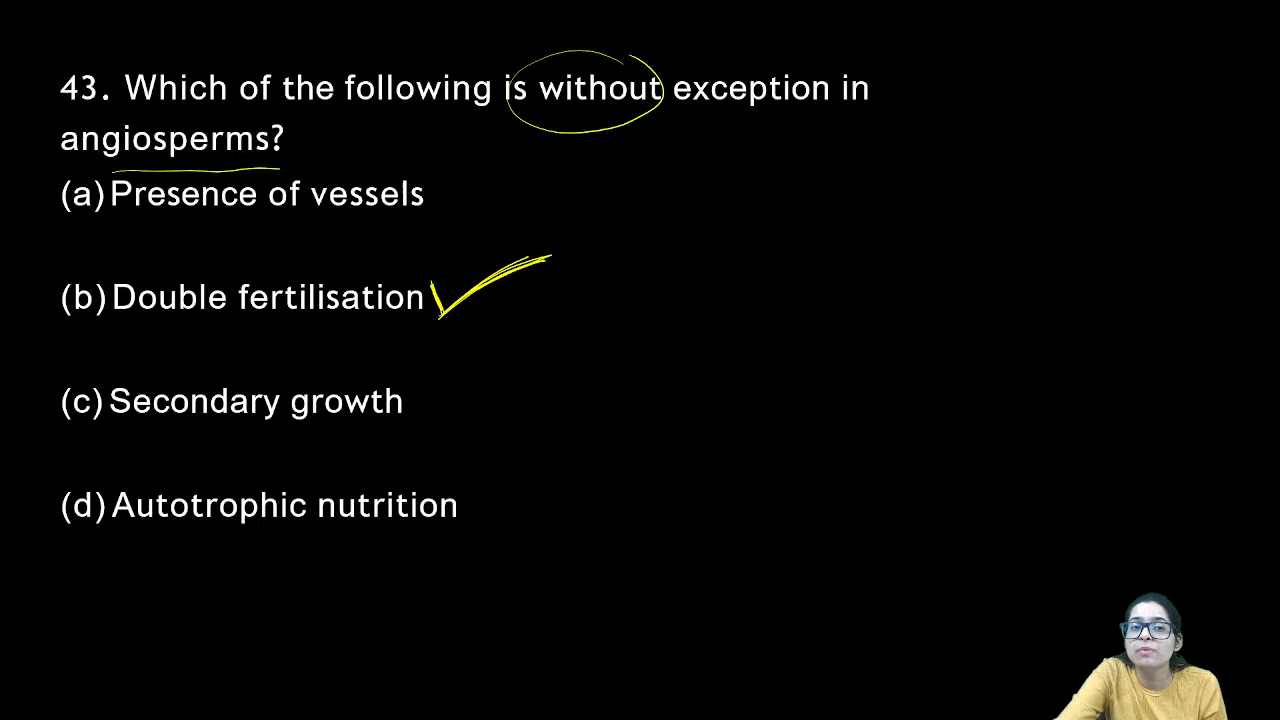 43. Which of the following is without exception in
angiosperms?
(a) Presence of vessels
(b) Double fertilisation
(c) Secondary growth
(d) Autotrophic nutrition